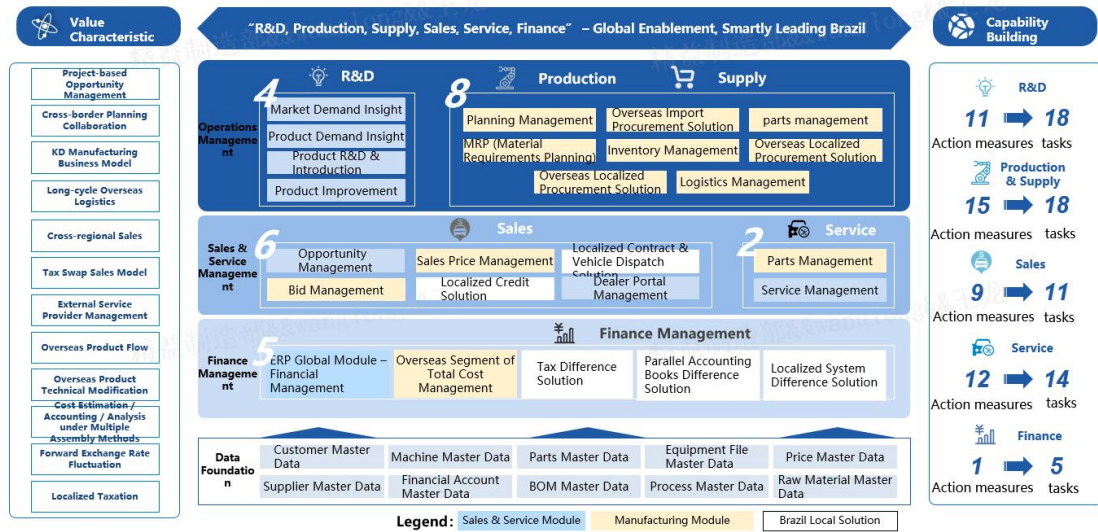 Value
Characteristic
"R&D, Production, Supply, Sales, Service, Finance" – Global Enablement, Smartly Leading Brazil
Capability
Building
Project-based
Opportunity
Management
Cross-border Planning
Collaboration
KD Manufacturing
Business Model
Long-cycle Overseas
Logistics
Cross-regional Sales
Tax Swap Sales Model
External Service
Provider Management
Overseas Product Flow
Overseas Product
Technical Modification
Cost Estimation /
Accounting / Analysis
under Multiple
Assembly Methods
Forward Exchange Rate
Fluctuation
Localized Taxation
Operations
Manageme
nt
4
R&D
Market Demand Insight
Product Demand Insight
Product R&D &
Introduction
Product Improvement
8
Production
Supply
Planning Management
Overseas Import
Procurement Solution
parts management
MRP (Material
Requirements Planning)
Inventory Management
Overseas Localized
Procurement Solution
Overseas Localized
Procurement Solution
Logistics Management
Sales &
Service
Manageme
nt
6
Sales
Opportunity
Management
Sales Price Management
Localized Contract &
Vehicle Dispatch
Solution
Bid Management
Localized Credit
Solution
Dealer Portal
Management
2
Service
Parts Management
Service Management
Finance
Manageme
nt
5
Finance Management
ERP Global Module –
Financial
Management
Overseas Segment of
Total Cost
Management
Tax Difference
Solution
Parallel Accounting
Books Difference
Solution
Localized System
Difference Solution
Data
Foundatio
n
Customer Master
Data
Machine Master Data
Parts Master Data
Equipment File
Master Data
Price Master Data
Supplier Master Data
Financial Account
Master Data
BOM Master Data
Process Master Data
Raw Material Master
Data
Legend:
Sales & Service Module
Manufacturing Module
Brazil Local Solution
R&D
11 18
Action measures tasks
Production
& Supply
15 18
Action measures tasks
Sales
9 11
Action measures tasks
Service
12 14
Action measures tasks
Finance
1 5
Action measures tasks